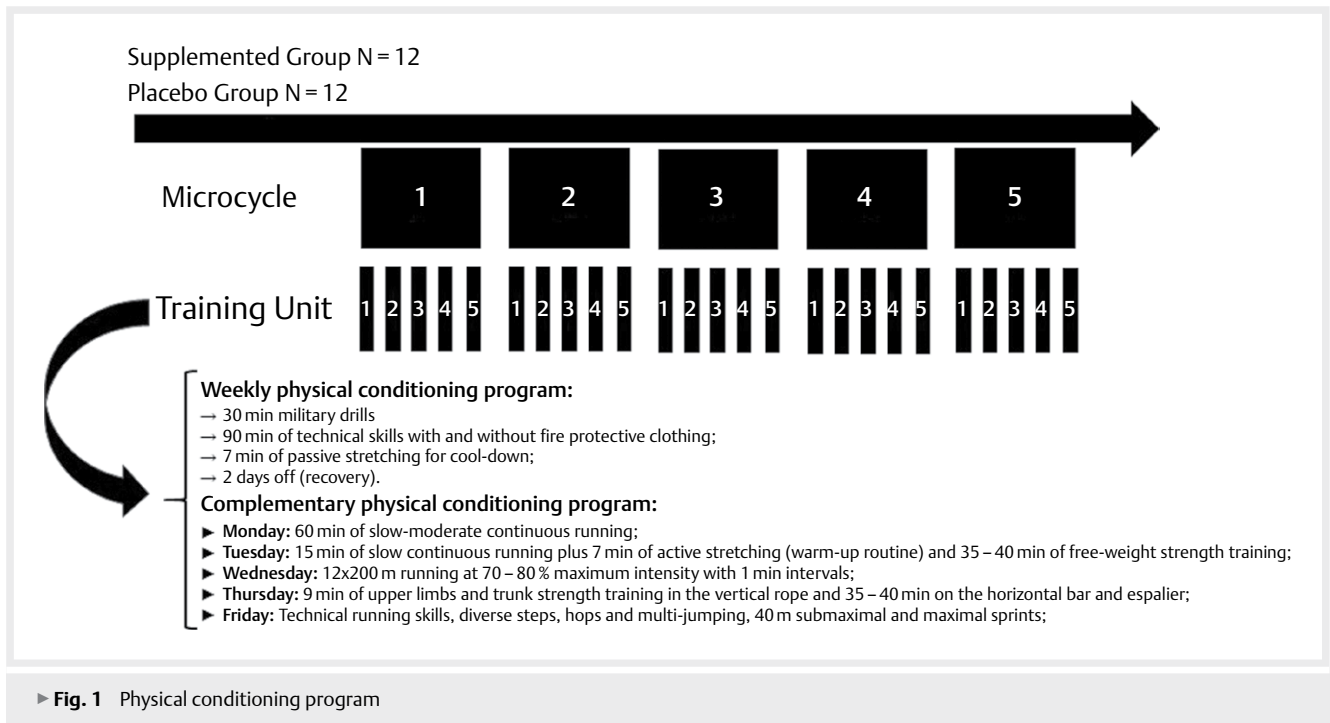 Supplemented Group N = 12
Placebo Group N = 12
Microcycle 1 2 3 4 5
Training Unit 1 2 3 4 5 1 2 3 4 5 1 2 3 4 5 1 2 3 4 5 1 2 3 4 5
Weekly physical conditioning program:
→ 30 min military drills
→ 90 min of technical skills with and without fire protective clothing;
→ 7 min of passive stretching for cool-down;
→ 2 days off (recovery).
Complementary physical conditioning program:
► Monday: 60 min of slow-moderate continuous running;
► Tuesday: 15 min of slow continuous running plus 7 min of active stretching (warm-up routine) and 35 – 40 min of free-weight strength training;
► Wednesday: 12x200 m running at 70 – 80 % maximum intensity with 1 min intervals;
► Thursday: 9 min of upper limbs and trunk strength training in the vertical rope and 35 – 40 min on the horizontal bar and espalier;
► Friday: Technical running skills, diverse steps, hops and multi-jumping, 40 m submaximal and maximal sprints;
► Fig. 1 Physical conditioning program